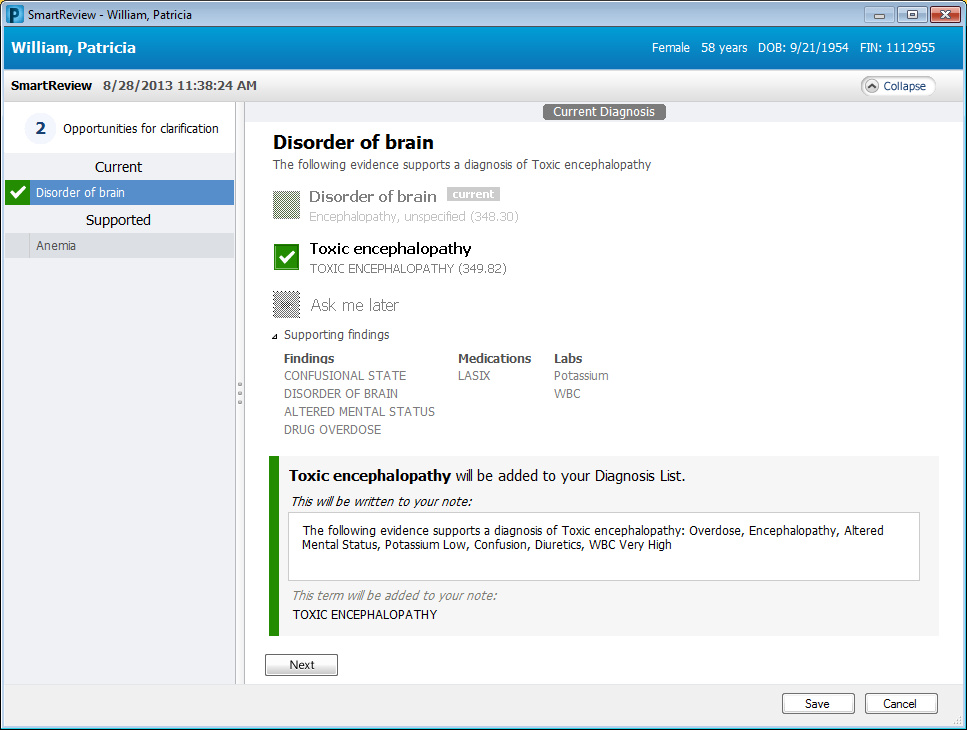 SmartReview - William, Patricia
William, Patricia
Female 58 years DOB: 9/21/1954 FIN: 1112955
SmartReview 8/28/2013 11:38:24 AM
Collapse
2 Opportunities for clarification
Current
Disorder of brain
Supported
Anemia
Current Diagnosis
Disorder of brain
The following evidence supports a diagnosis of Toxic encephalopathy
Disorder of brain current
Encephalopathy, unspecified (348.30)
Toxic encephalopathy
TOXIC ENCEPHALOPATHY (349.82)
Ask me later
Supporting findings
Findings Medications Labs
CONFUSIONAL STATE LASIX Potassium
DISORDER OF BRAIN WBC
ALTERED MENTAL STATUS
DRUG OVERDOSE
Toxic encephalopathy will be added to your Diagnosis List.
This will be written to your note:
The following evidence supports a diagnosis of Toxic encephalopathy: Overdose, Encephalopathy, Altered
Mental Status, Potassium Low, Confusion, Diuretics, WBC Very High
This term will be added to your note:
TOXIC ENCEPHALOPATHY
Next
Save Cancel